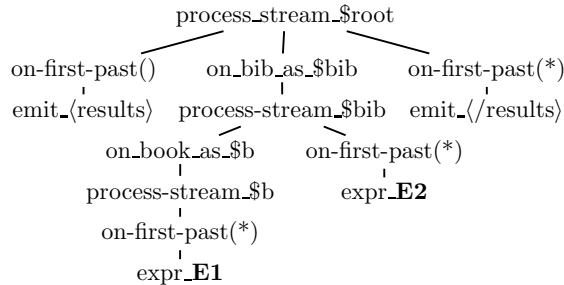 process_stream_$root
on-first-past() on_bib_as_$bib on-first-past(*)
emit_⟨results⟩ process-stream_$bib emit_⟨/results⟩
on_book_as_$b on-first-past(*)
process-stream_$b expr_E2
on-first-past(*)
expr_E1